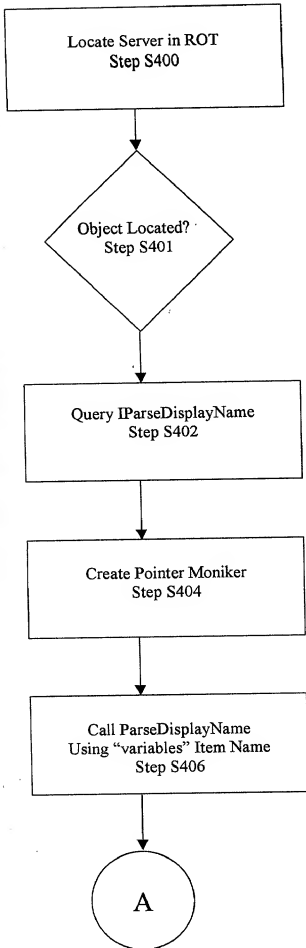 Locate Server in ROT
Step S400
Object Located?
Step S401
Query IParseDisplayName
Step S402
Create Pointer Moniker
Step S404
Call ParseDisplayName
Using “variables” Item Name
Step S406
A